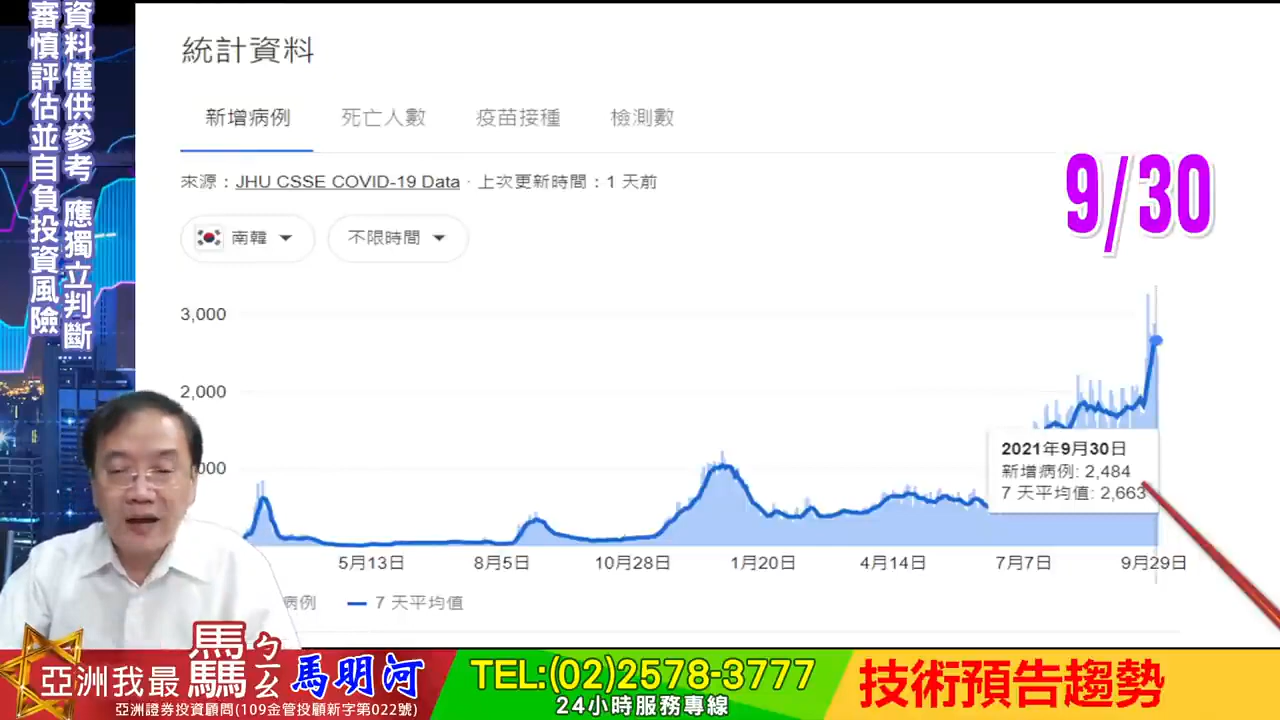 資料僅供參考 應獨立判斷
審慎評估並自負投資風險
統計資料
新增病例 死亡人數 疫苗接種 檢測數
來源：JHU CSSE COVID-19 Data · 上次更新時間：1 天前
9/30
南韓 不限時間
3,000
2,000
000
2021年9月30日
新增病例: 2,484
7 天平均值: 2,663
5月13日 8月5日 10月28日 1月20日 4月14日 7月7日 9月29日
病例 7 天平均值
亞洲我最馬驫ㄅㄧㄠ馬明河
亞洲證券投資顧問(109金管投顧新字第022號)
TEL:(02)2578-3777
24小時服務專線
技術預告趨勢